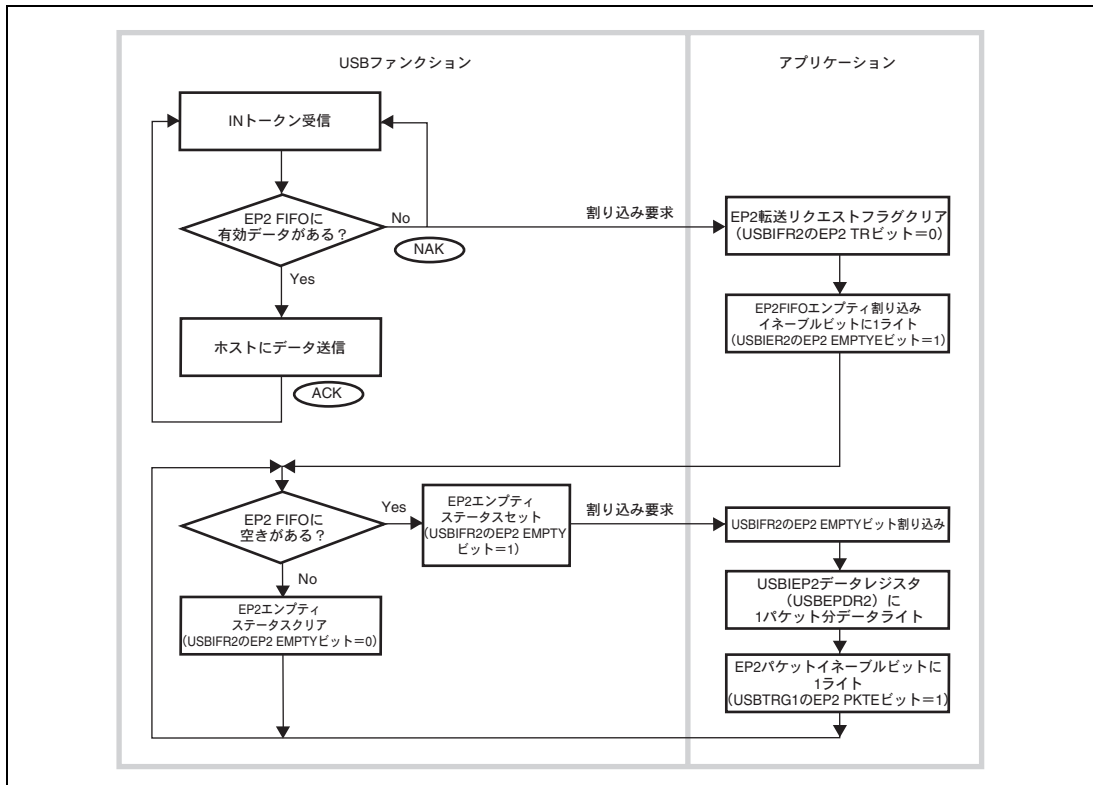 USBファンクション
アプリケーション
INトークン受信
EP2 FIFOに
有効データがある？
No
NAK
Yes
ホストにデータ送信
ACK
割り込み要求
EP2転送リクエストフラグクリア
（USBIFR2のEP2 TRビット＝0）
EP2FIFOエンプティ割り込み
イネーブルビットに1ライト
（USBIER2のEP2 EMPTYEビット＝1）
EP2 FIFOに
空きがある？
Yes
EP2エンプティ
ステータスセット
（USBIFR2のEP2 EMPTY
ビット＝1）
割り込み要求
No
EP2エンプティ
ステータスクリア
（USBIFR2のEP2 EMPTYビット＝0）
USBIFR2のEP2 EMPTYビット割り込み
USBIEP2データレジスタ
（USBEPDR2）に
1パケット分データライト
EP2パケットイネーブルビットに
1ライト
（USBTRG1のEP2 PKTEビット＝1）